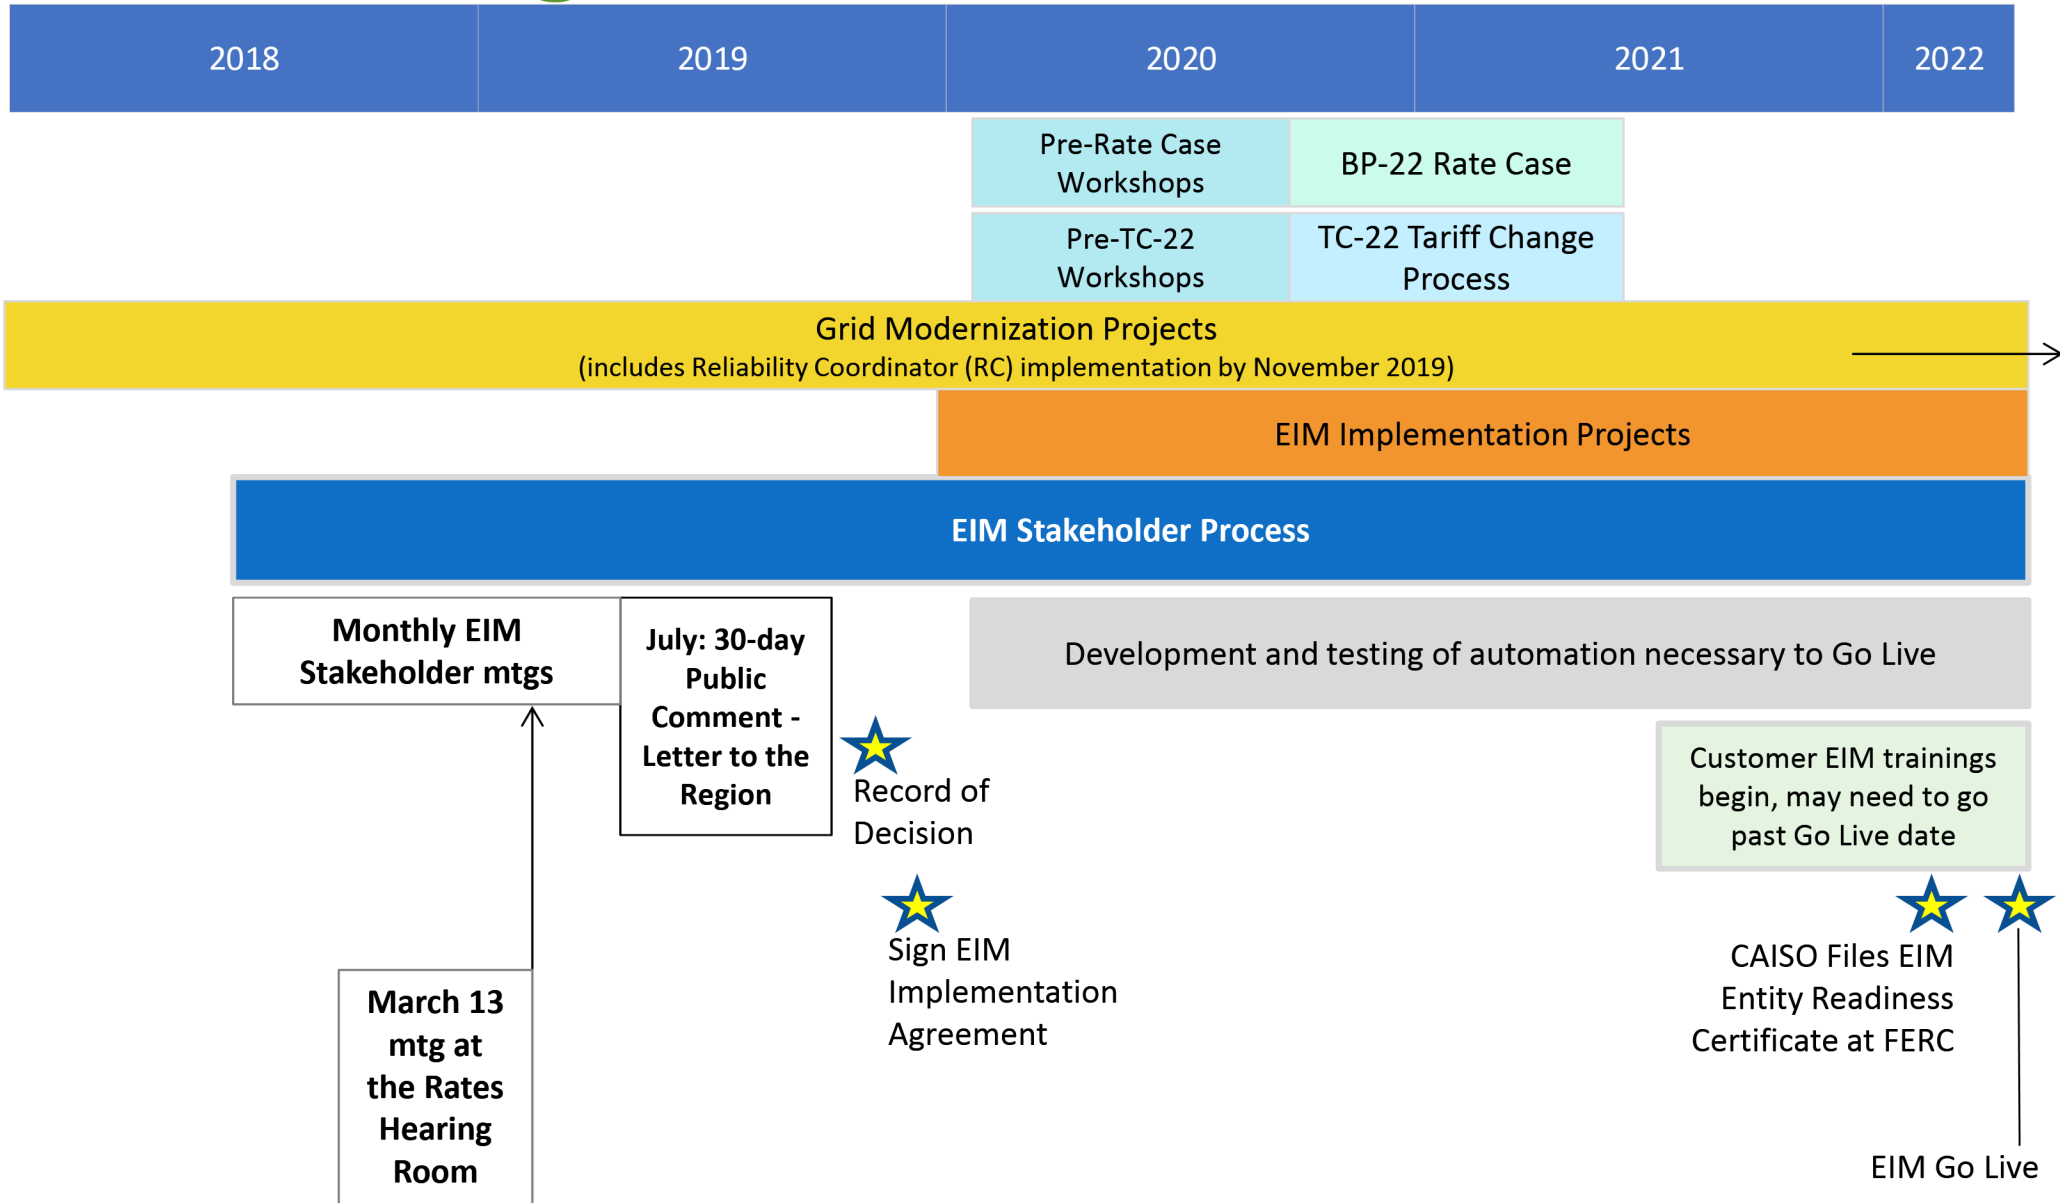 2018 2019 2020 2021 2022
Pre-Rate Case
Workshops
BP-22 Rate Case
Pre-TC-22
Workshops
TC-22 Tariff Change
Process
Grid Modernization Projects
(includes Reliability Coordinator (RC) implementation by November 2019)
EIM Implementation Projects
EIM Stakeholder Process
Monthly EIM
Stakeholder mtgs
July: 30-day
Public
Comment -
Letter to the
Region
Development and testing of automation necessary to Go Live
Record of
Decision
Customer EIM trainings
begin, may need to go
past Go Live date
Sign EIM
Implementation
Agreement
CAISO Files EIM
Entity Readiness
Certificate at FERC
March 13
mtg at
the Rates
Hearing
Room
EIM Go Live